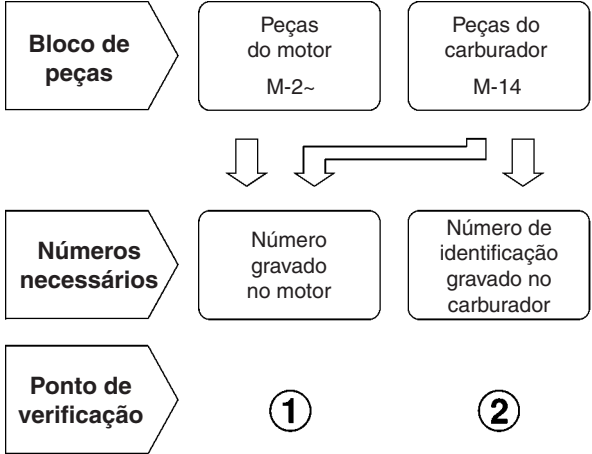 Bloco de
peças
Peças
do motor
M-2~
Peças do
carburador
M-14
Números
necessários
Número
gravado
no motor
Número de
identificação
gravado no
carburador
Ponto de
verificação
1
2